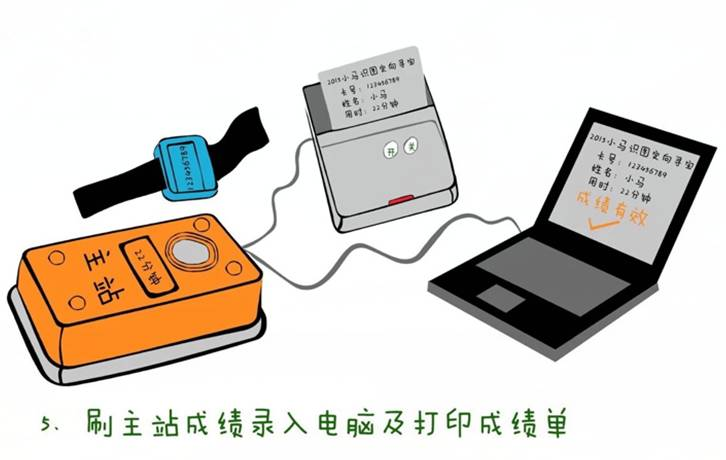 2015小马识图定向寻宝
卡号：123456789
姓名：小马
用时：22分钟
开 关
123456789
主站
22分钟
2015小马识图定向寻宝
卡号：123456789
姓名：小马
用时：22分钟
成绩有效
5、刷主站成绩录入电脑及打印成绩单